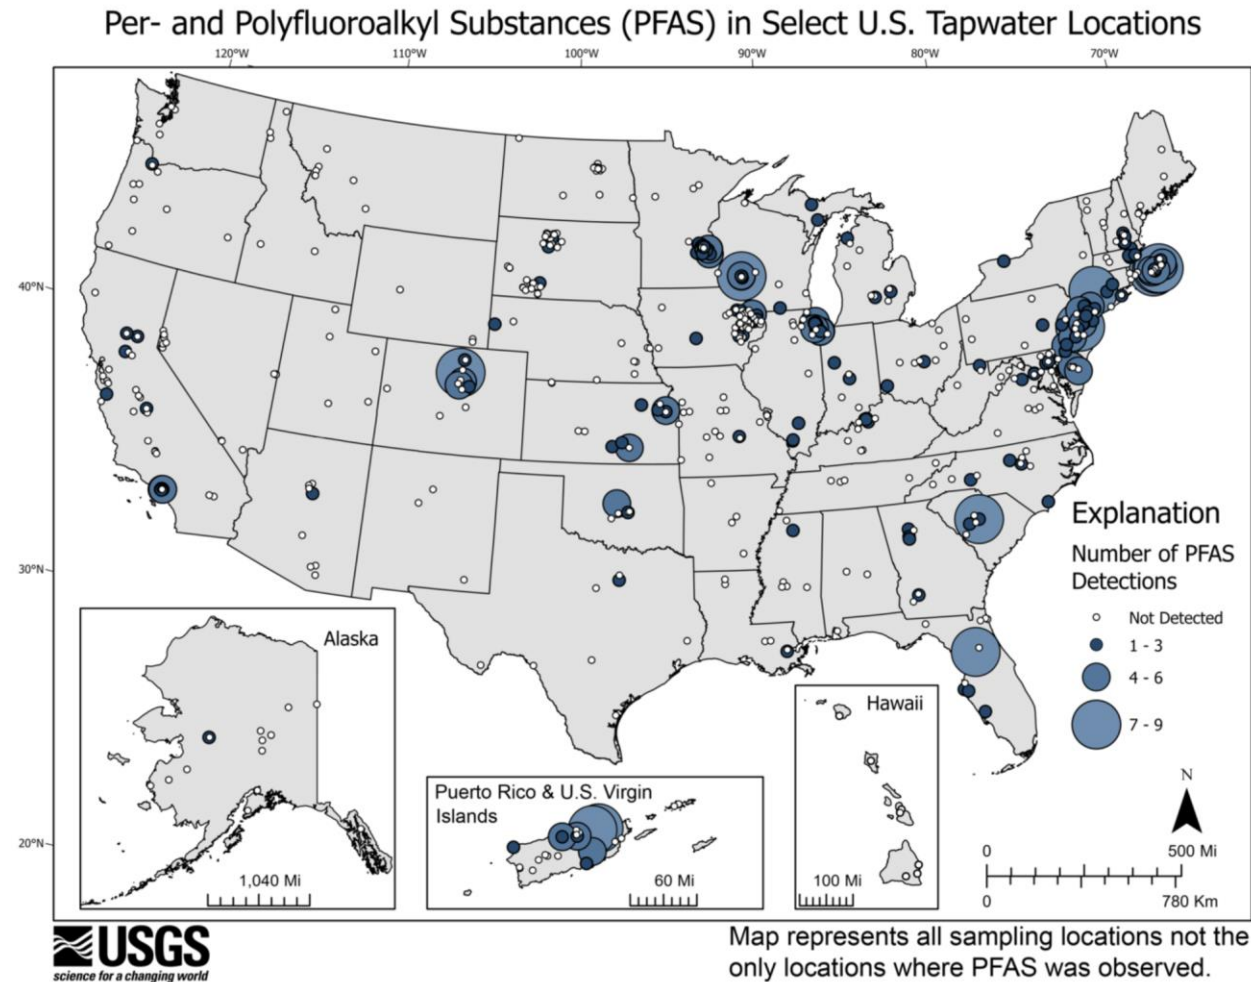 Per- and Polyfluoroalkyl Substances (PFAS) in Select U.S. Tapwater Locations
120°W 110°W 100°W 90°W 80°W 70°W
40°N
30°N
20°N
Explanation
Number of PFAS
Detections
Not Detected
1 - 3
4 - 6
7 - 9
Alaska
1,040 Mi
Puerto Rico & U.S. Virgin
Islands
60 Mi
Hawaii
100 Mi
N
0 500 Mi
0 780 Km
USGS
science for a changing world
Map represents all sampling locations not the
only locations where PFAS was observed.